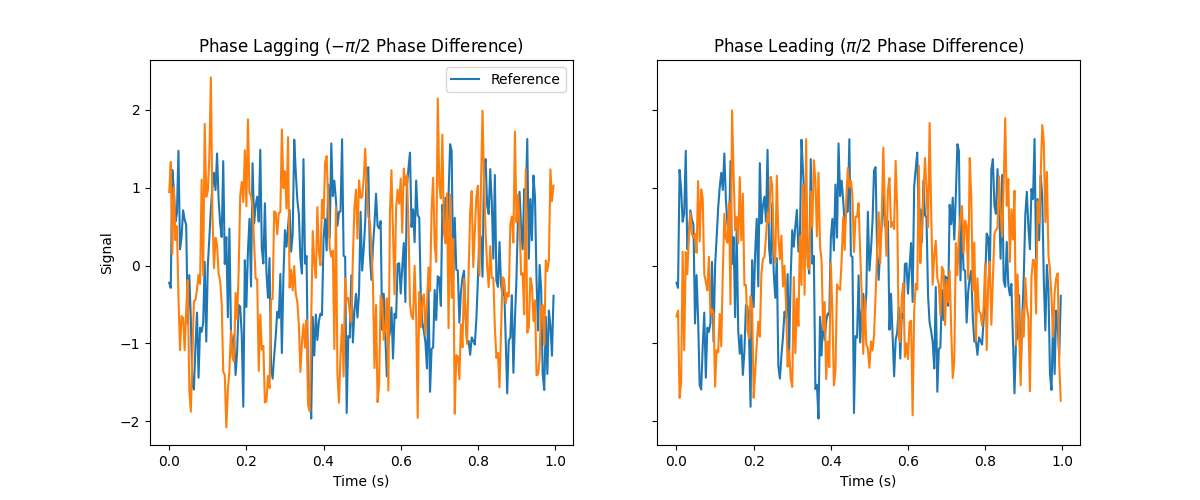 Phase Lagging (−π/2 Phase Difference)
Phase Leading (π/2 Phase Difference)
Reference
Signal
2
1
0
−1
−2
0.0 0.2 0.4 0.6 0.8 1.0
Time (s)
0.0 0.2 0.4 0.6 0.8 1.0
Time (s)